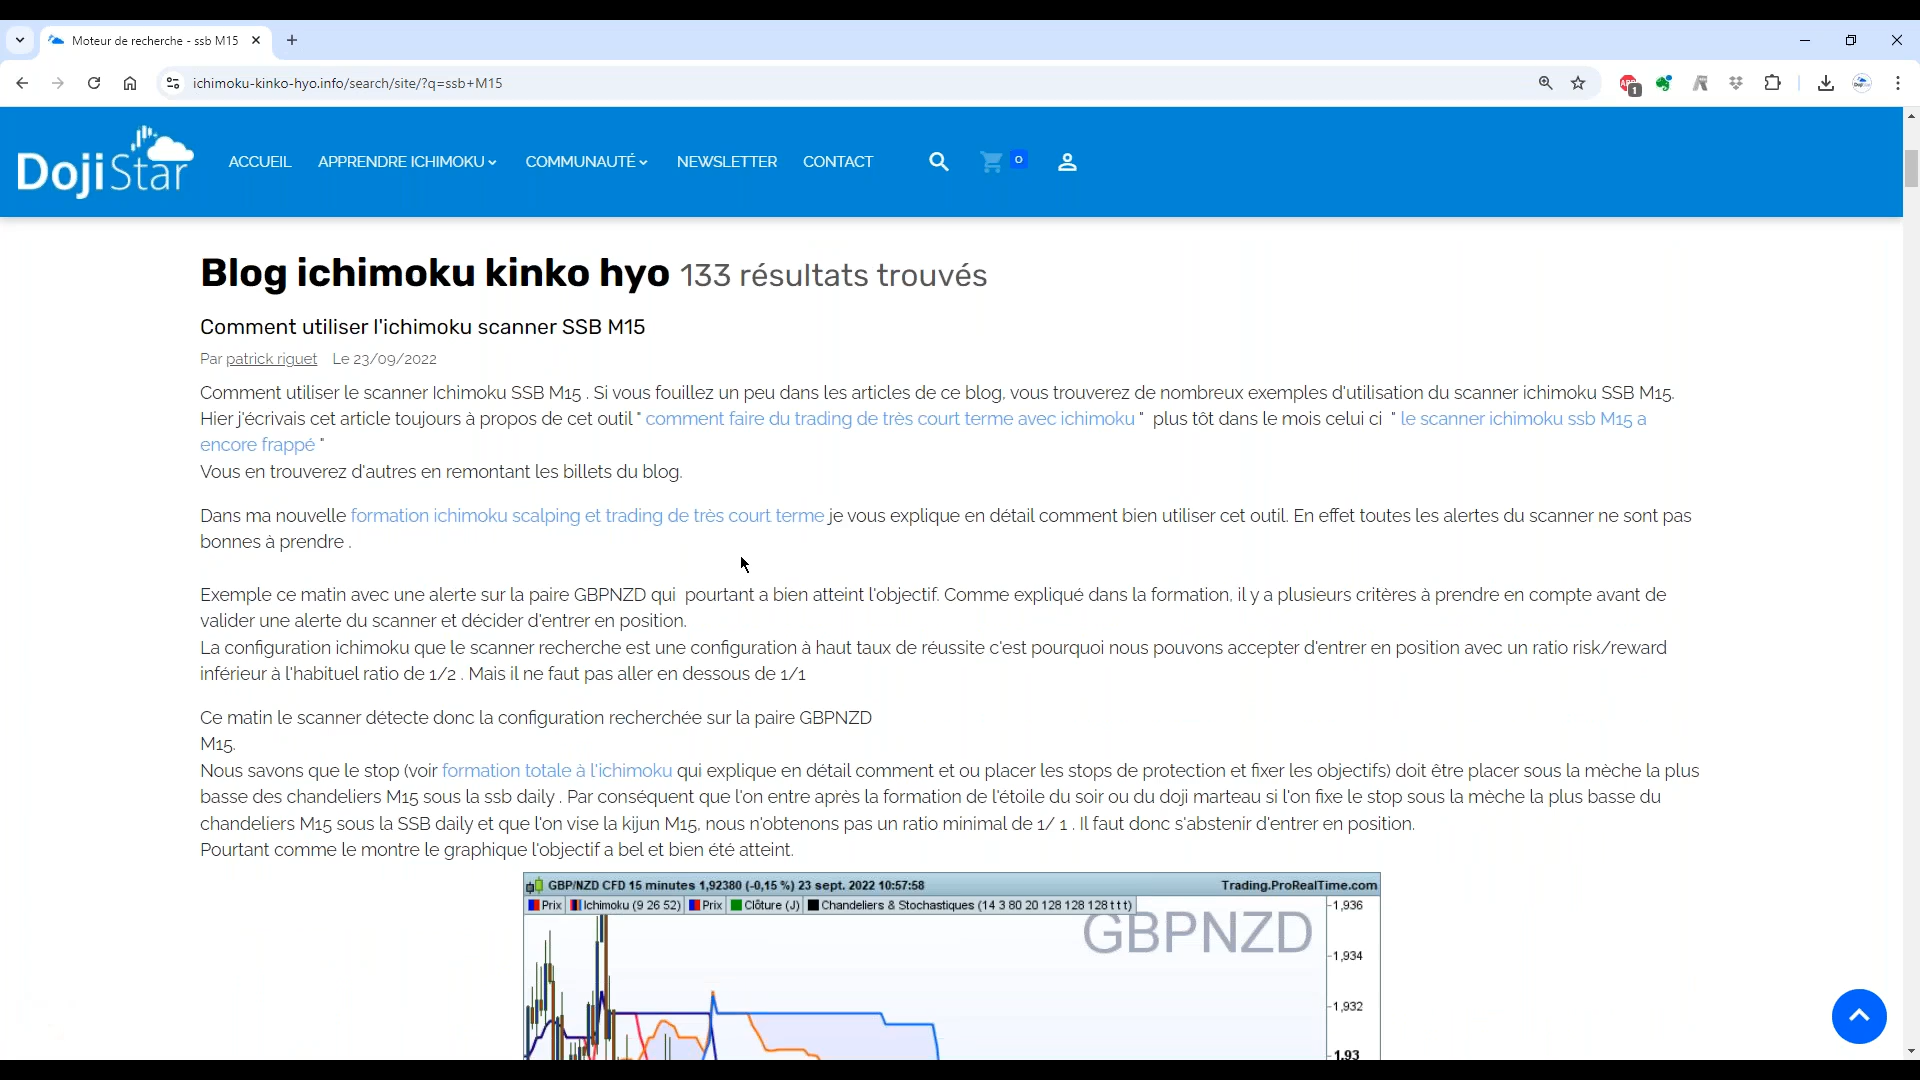 Moteur de recherche - ssb M15
ichimoku-kinko-hyo.info/search/site/?q=ssb+M15
1
DojiStar
ACCUEIL
APPRENDRE ICHIMOKU
COMMUNAUTÉ
NEWSLETTER
CONTACT
0
Blog ichimoku kinko hyo 133 résultats trouvés
Comment utiliser l'ichimoku scanner SSB M15
Par patrick riguet Le 23/09/2022
Comment utiliser le scanner Ichimoku SSB M15 . Si vous fouillez un peu dans les articles de ce blog, vous trouverez de nombreux exemples d'utilisation du scanner ichimoku SSB M15.
Hier j'écrivais cet article toujours à propos de cet outil " comment faire du trading de très court terme avec ichimoku " plus tôt dans le mois celui ci " le scanner ichimoku ssb M15 a
encore frappé "
Vous en trouverez d'autres en remontant les billets du blog.
Dans ma nouvelle formation ichimoku scalping et trading de très court terme je vous explique en détail comment bien utiliser cet outil. En effet toutes les alertes du scanner ne sont pas
bonnes à prendre .
Exemple ce matin avec une alerte sur la paire GBPNZD qui pourtant a bien atteint l'objectif. Comme expliqué dans la formation, il y a plusieurs critères à prendre en compte avant de
valider une alerte du scanner et décider d'entrer en position.
La configuration ichimoku que le scanner recherche est une configuration à haut taux de réussite c'est pourquoi nous pouvons accepter d'entrer en position avec un ratio risk/reward
inférieur à l'habituel ratio de 1/2 . Mais il ne faut pas aller en dessous de 1/1
Ce matin le scanner détecte donc la configuration recherchée sur la paire GBPNZD
M15.
Nous savons que le stop (voir formation totale à l'ichimoku qui explique en détail comment et ou placer les stops de protection et fixer les objectifs) doit être placer sous la mèche la plus
basse des chandeliers M15 sous la ssb daily . Par conséquent que l'on entre après la formation de l'étoile du soir ou du doji marteau si l'on fixe le stop sous la mèche la plus basse du
chandeliers M15 sous la SSB daily et que l'on vise la kijun M15, nous n'obtenons pas un ratio minimal de 1/ 1 . Il faut donc s'abstenir d'entrer en position.
Pourtant comme le montre le graphique l'objectif a bel et bien été atteint.
GBP/NZD CFD 15 minutes 1,92380 (-0,15 %) 23 sept. 2022 10:57:58
Trading.ProRealTime.com
Prix
Ichimoku (9 26 52)
Prix
Clôture (J)
Chandeliers & Stochastiques (14 3 80 20 128 128 128 t t t)
GBPNZD
1,936
1,934
1,932
1,93